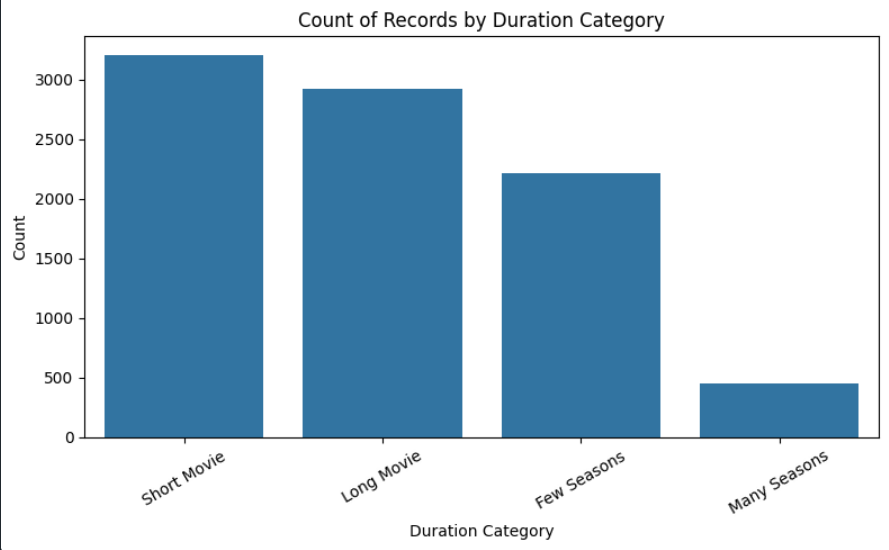 Count of Records by Duration Category
3000
2500
2000
1500
1000
500
0
Count
Short Movie
Long Movie
Few Seasons
Many Seasons
Duration Category